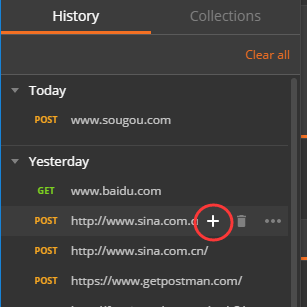 History Collections
Clear all
Today
POST www.sougou.com
Yesterday
GET www.baidu.com
POST http://www.sina.com.c
POST http://www.sina.com.cn/
POST https://www.getpostman.com/